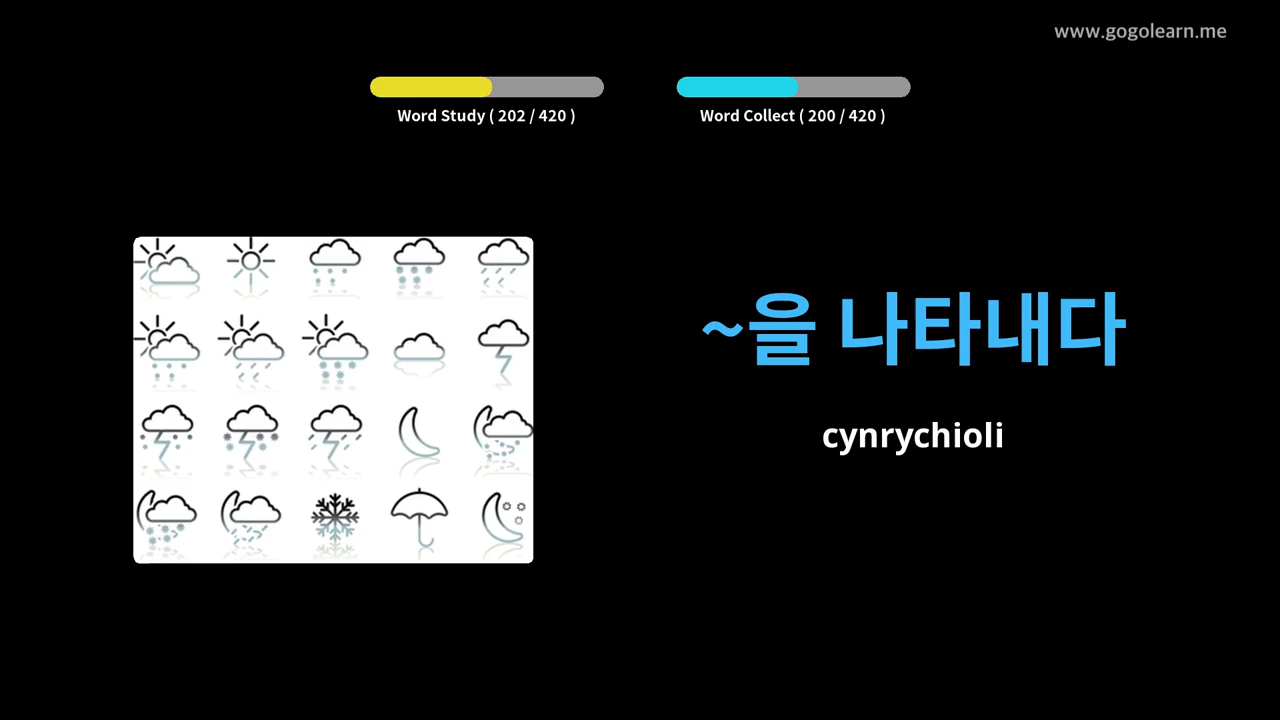 www.gogolearn.me
Word Study ( 202 / 420 )
Word Collect ( 200 / 420 )
~을 나타내다
cynrychioli